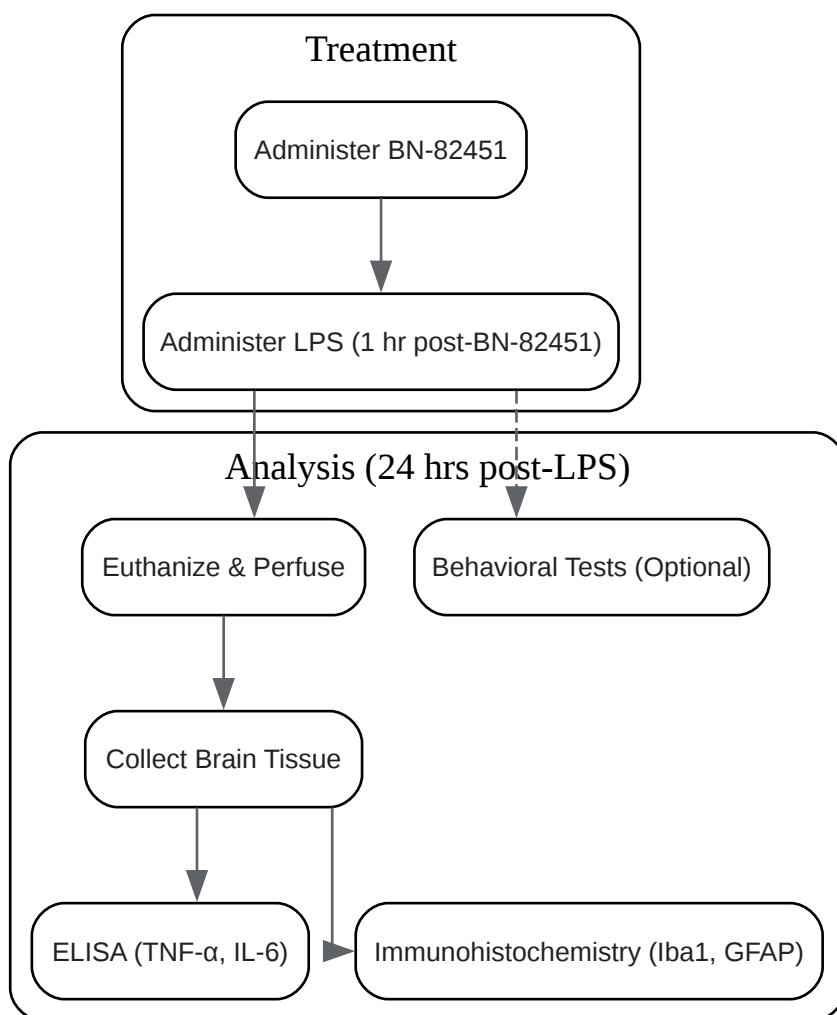 Treatment
Administer BN-82451
Administer LPS (1 hr post-BN-82451)
Analysis (24 hrs post-LPS)
Euthanize & Perfuse
Behavioral Tests (Optional)
Collect Brain Tissue
ELISA (TNF-α, IL-6)
Immunohistochemistry (Iba1, GFAP)